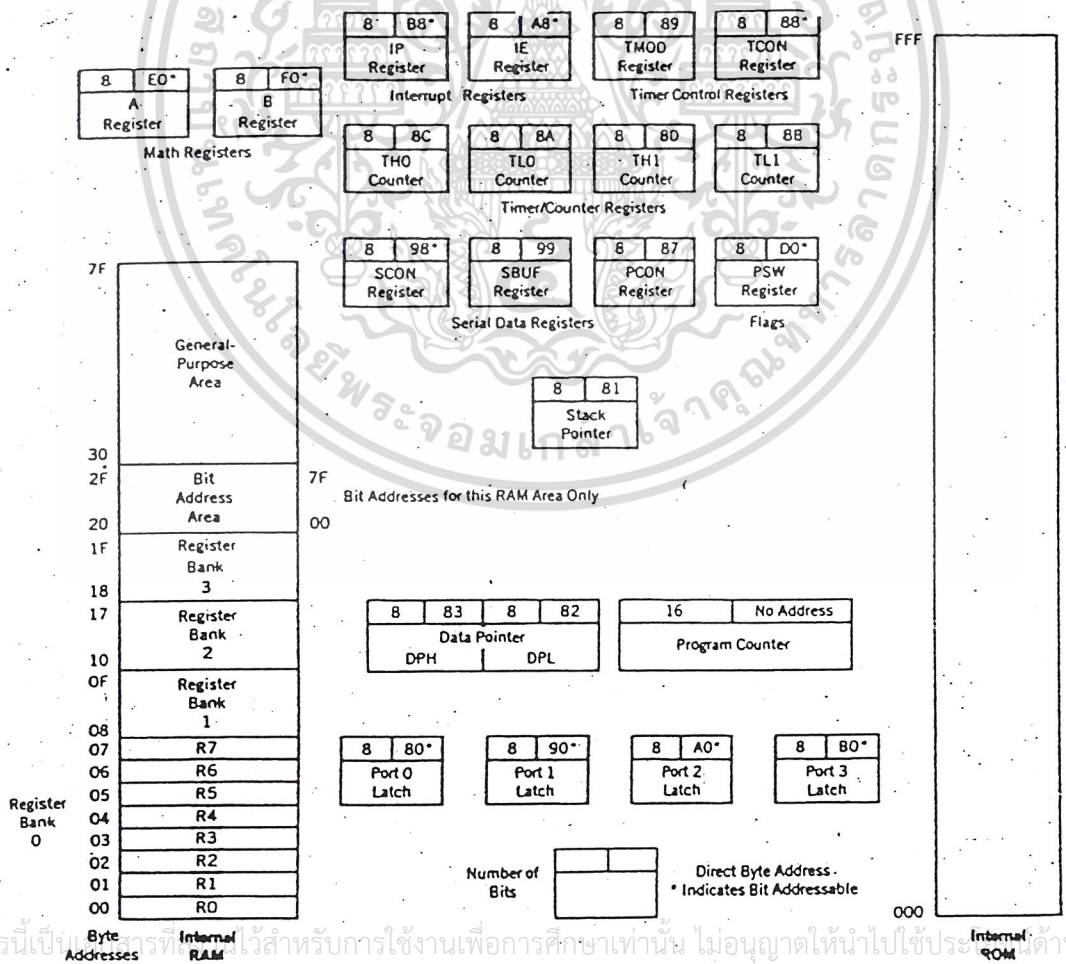 8 B8* 8 A8* 8 89 8 88*
IP Register IE Register TMOD Register TCON Register
Interrupt Registers Timer Control Registers
FFF
8 E0* 8 F0*
A Register B Register
Math Registers
8 8C 8 8A 8 8D 8 8B
TH0 Counter TL0 Counter TH1 Counter TL1 Counter
Timer/Counter Registers
8 98* 8 99 8 87 8 D0*
SCON Register SBUF Register PCON Register PSW Register
Serial Data Registers Flags
7F
General-
Purpose
Area
30
8 81
Stack
Pointer
2F
Bit
Address
Area
20
7F
Bit Addresses for this RAM Area Only
00
1F
Register
Bank
3
18
17
Register
Bank
2
10
8 83 8 82
Data Pointer
DPH DPL
16 No Address
Program Counter
0F
Register
Bank
1
08
07 R7
06 R6
05 R5
04 R4
03 R3
02 R2
01 R1
00 R0
Register
Bank
0
8 80* 8 90* 8 A0* 8 B0*
Port 0 Latch Port 1 Latch Port 2 Latch Port 3 Latch
Number of
Bits
Direct Byte Address
* Indicates Bit Addressable
000
Byte
Addresses
Internal
RAM
Internal
ROM
ไว้สำหรับการใช้งานเพื่อการศึกษาเท่านั้น ไม่อนุญาตให้นำไปใช้